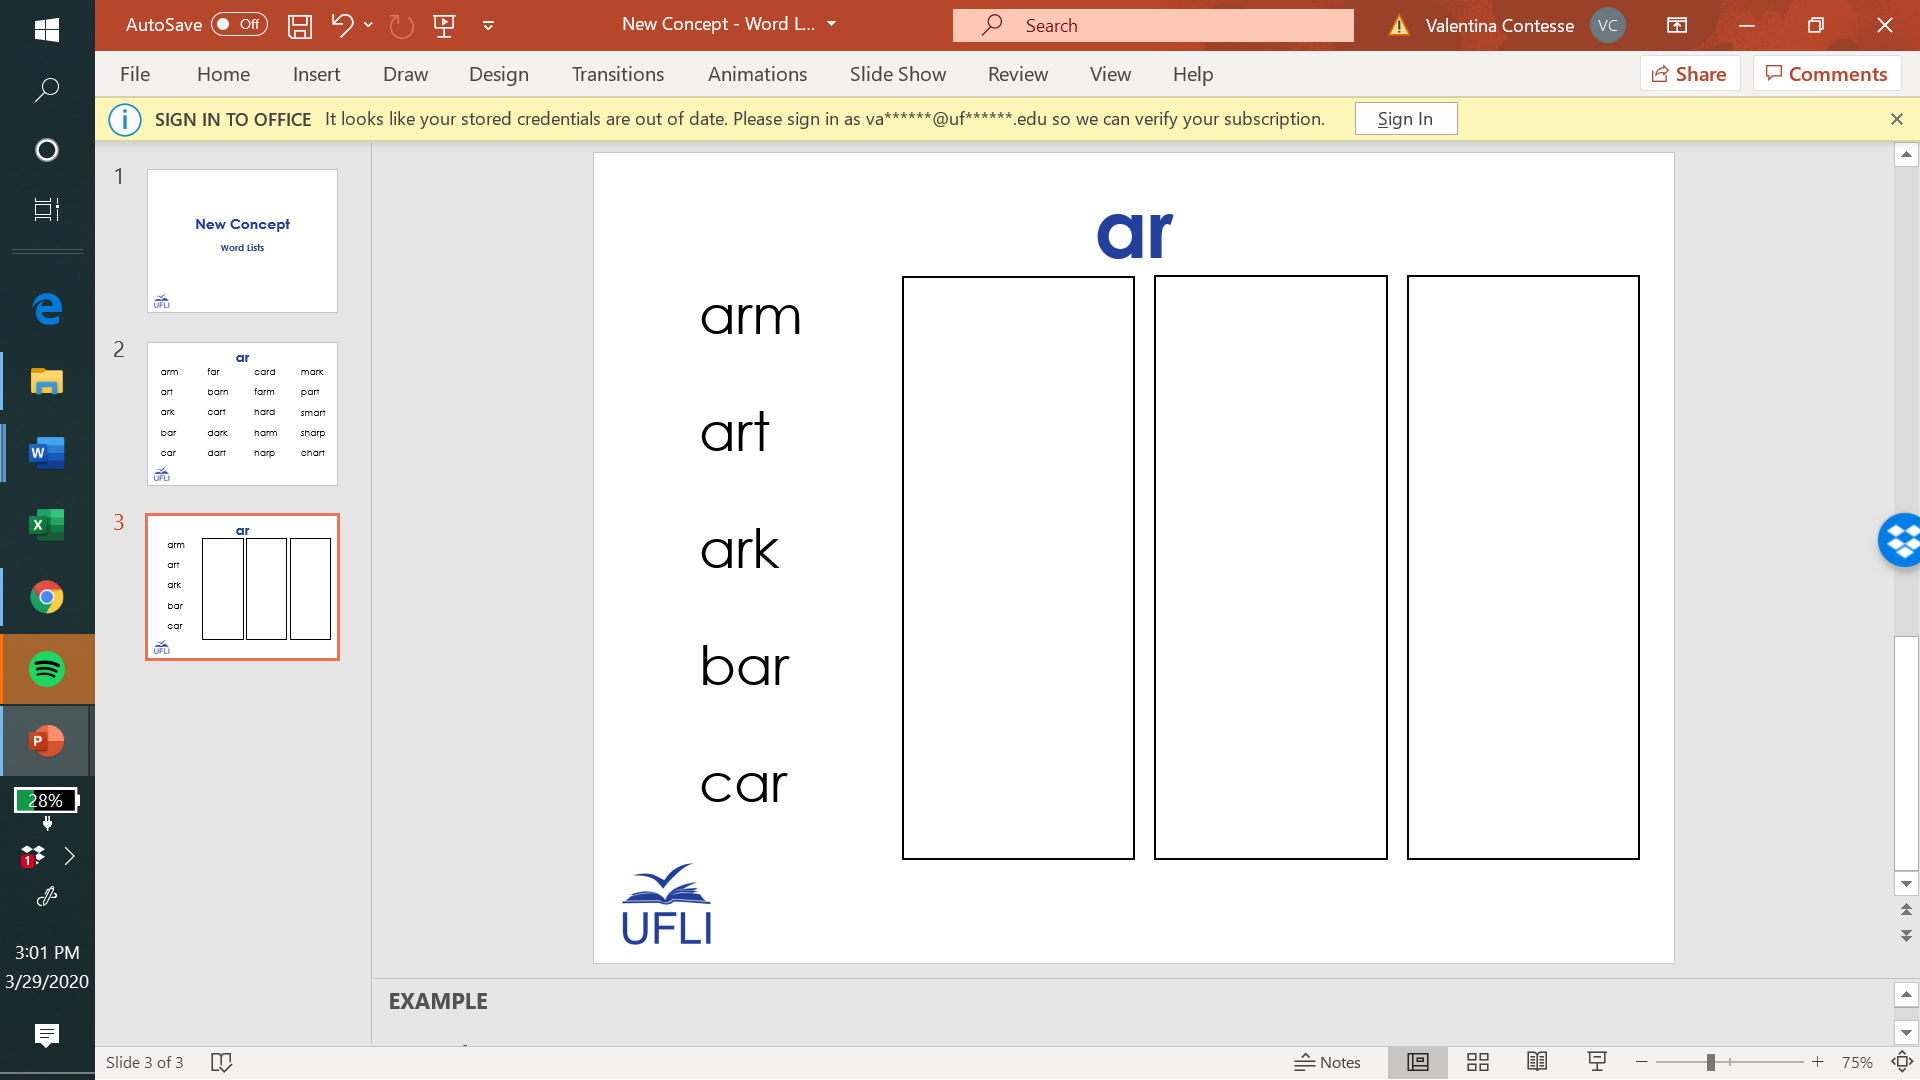 AutoSave Off
New Concept - Word L...
Search
Valentina Contesse VC
File Home Insert Draw Design Transitions Animations Slide Show Review View Help Share Comments
SIGN IN TO OFFICE It looks like your stored credentials are out of date. Please sign in as va******@uf******.edu so we can verify your subscription. Sign In
1
New Concept
Word Lists
UFLI
2
ar
arm far card mark
art barn farm part
ark cart hard smart
bar dark harm sharp
car dart harp chart
UFLI
3
ar
arm
art
ark
bar
car
UFLI
ar
arm
art
ark
bar
car
UFLI
EXAMPLE
W
X
P
28%
1
3:01 PM
3/29/2020
Slide 3 of 3
Notes
75%